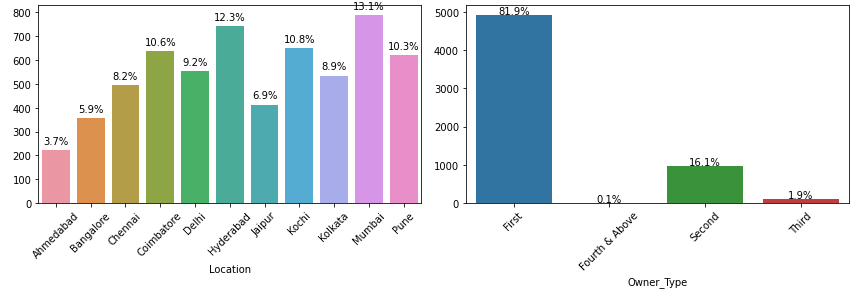 800
700
600
500
400
300
200
100
0
3.7%
5.9%
8.2%
10.6%
9.2%
12.3%
6.9%
10.8%
8.9%
13.1%
10.3%
Ahmedabad
Bangalore
Chennai
Coimbatore
Delhi
Hyderabad
Jaipur
Kochi
Kolkata
Mumbai
Pune
Location
5000
4000
3000
2000
1000
0
81.9%
0.1%
16.1%
1.9%
First
Fourth & Above
Second
Third
Owner_Type